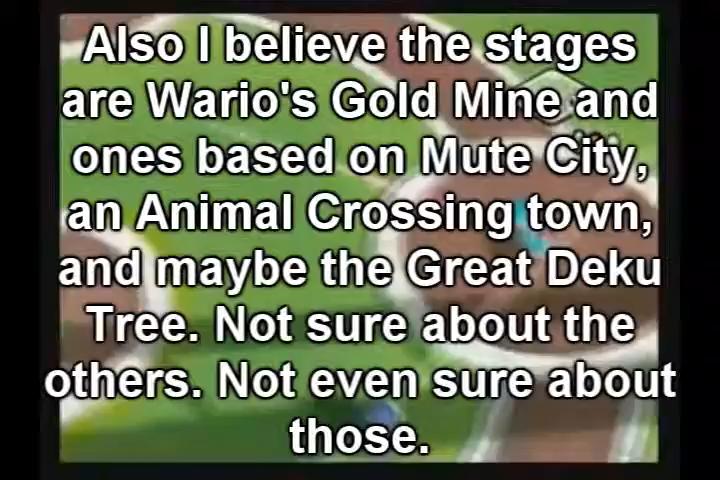 Also I believe the stages
are Wario's Gold Mine and
ones based on Mute City,
an Animal Crossing town,
and maybe the Great Deku
Tree. Not sure about the
others. Not even sure about
those.